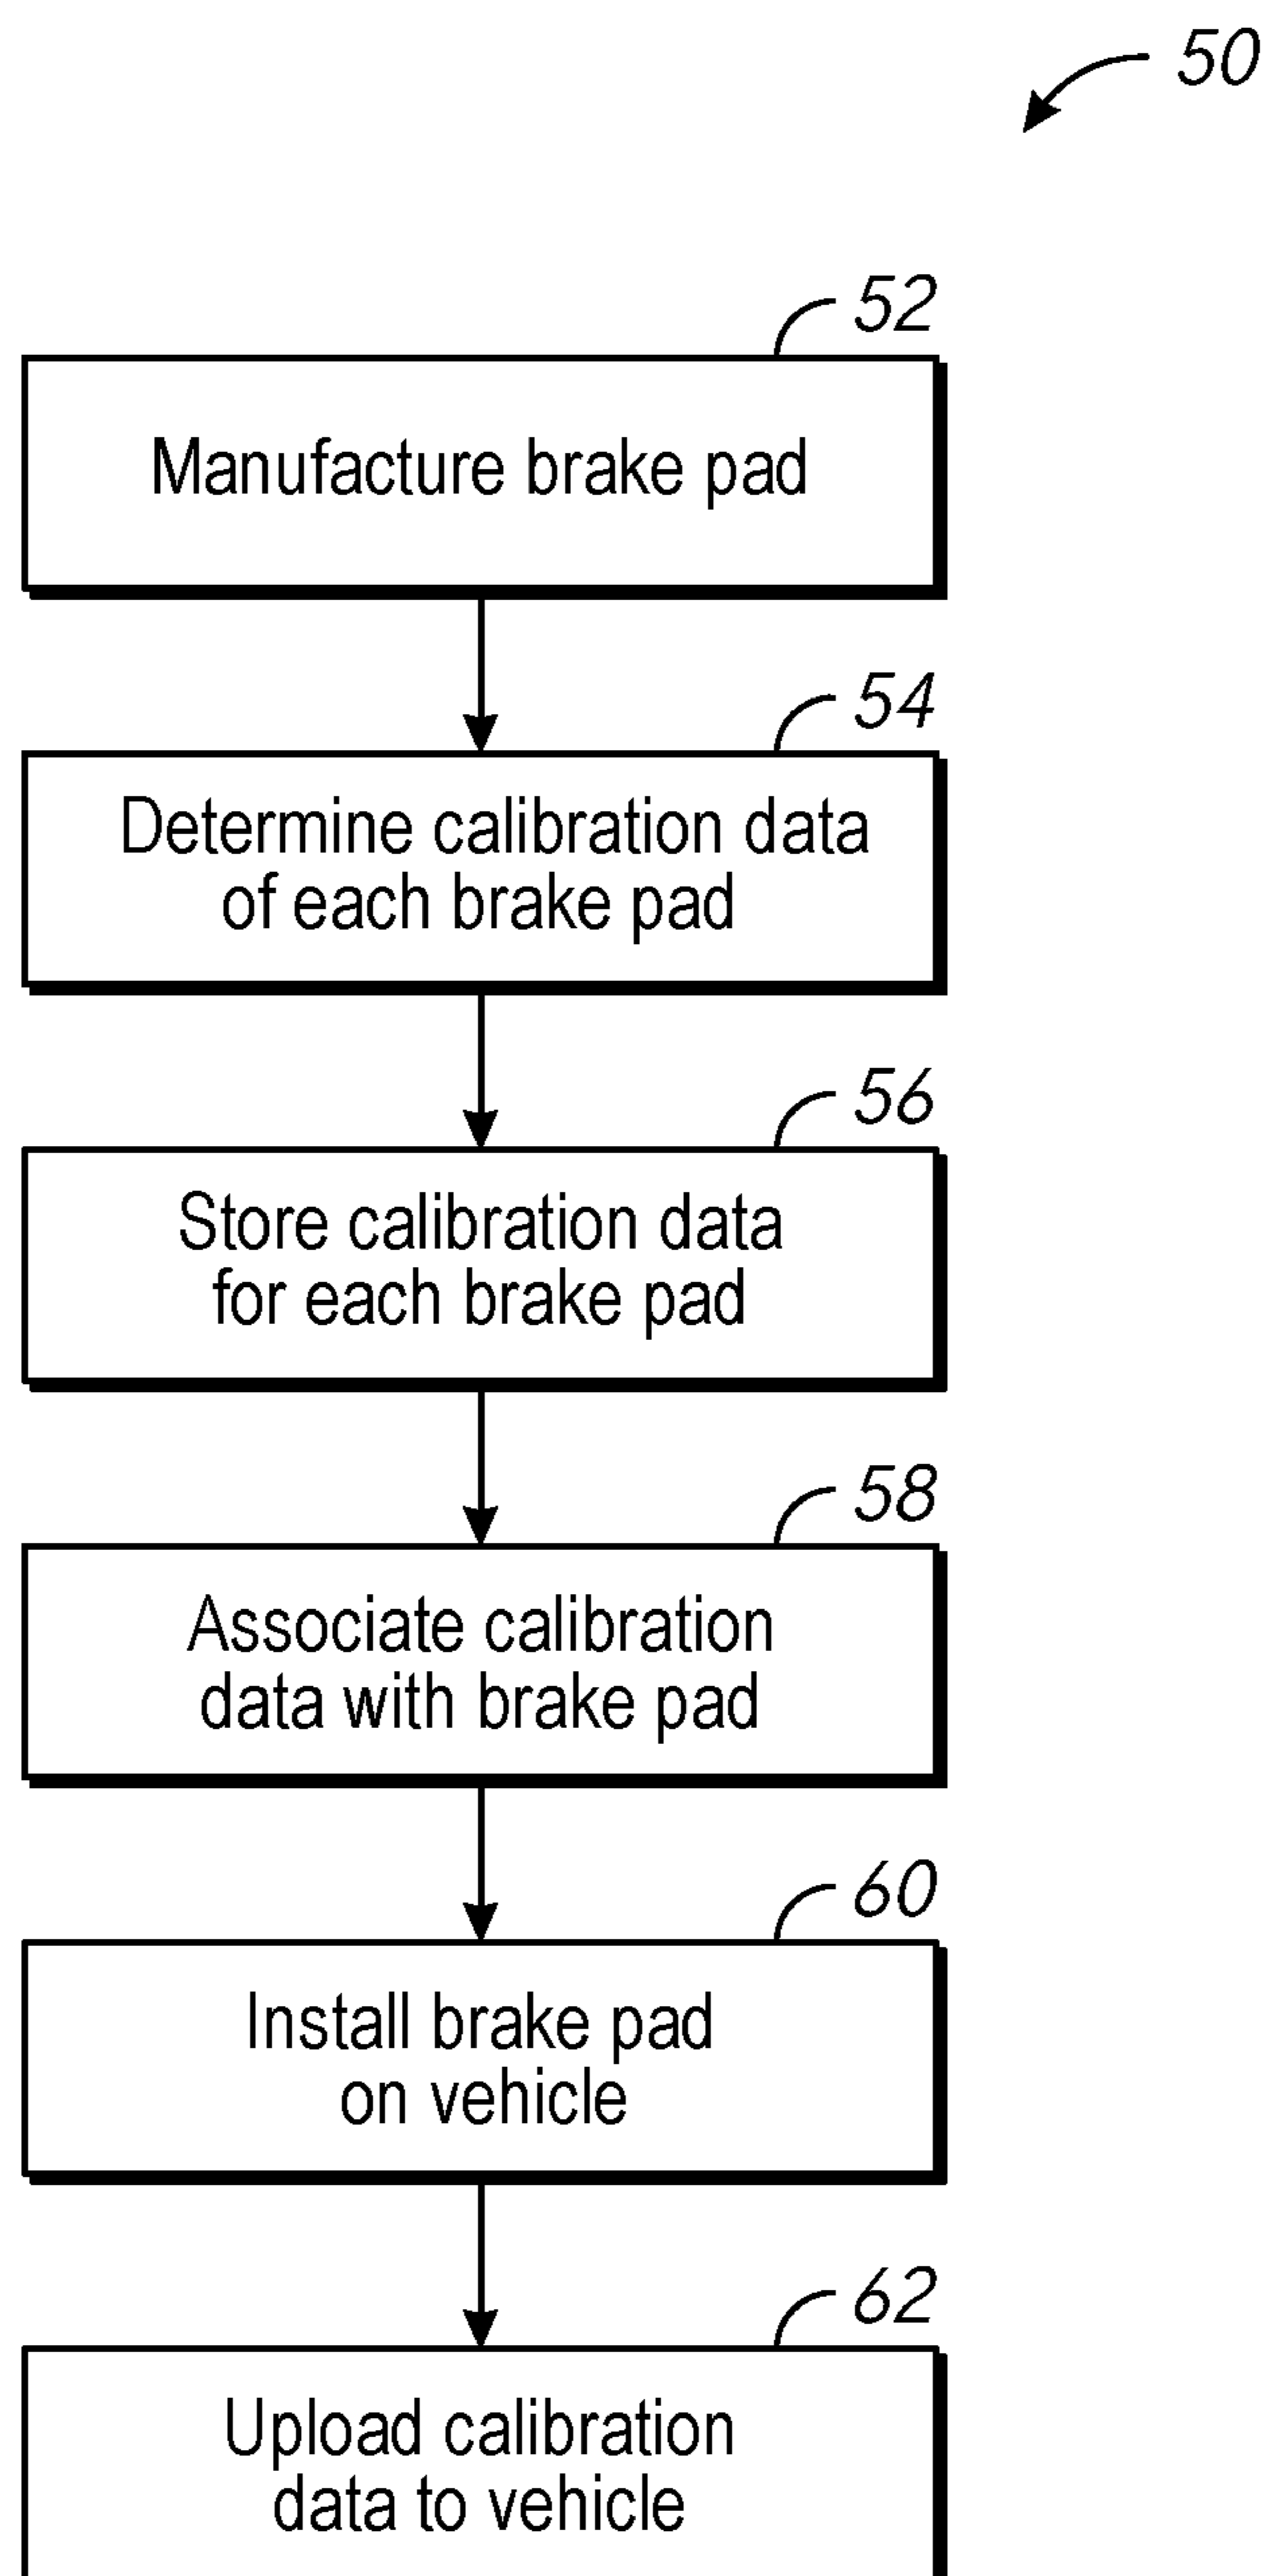 50
52
Manufacture brake pad
54
Determine calibration data
of each brake pad
56
Store calibration data
for each brake pad
58
Associate calibration
data with brake pad
60
Install brake pad
on vehicle
62
Upload calibration
data to vehicle